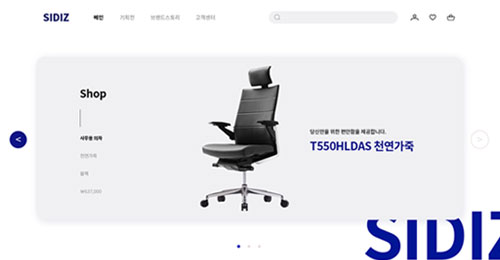 SIDIZ
메인
기획전
브랜드스토리
고객센터
Shop
사무용 의자
천연가죽
블랙
₩537,000
당신만을 위한 편안함을 제공합니다.
T550HLDAS 천연가죽
<
>
SIDIZ